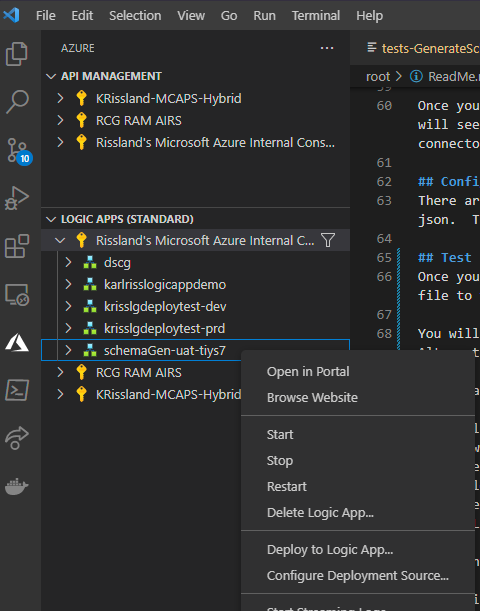 File Edit Selection View Go Run Terminal Help
AZURE ...
API MANAGEMENT
KRissland-MCAPS-Hybrid
RCG RAM AIRS
Rissland's Microsoft Azure Internal Cons...
LOGIC APPS (STANDARD)
Rissland's Microsoft Azure Internal C...
dscg
karlrisslogicappdemo
krisslgdeploytest-dev
krisslgdeploytest-prd
schemaGen-uat-tiys7
RCG RAM AIRS
KRissland-MCAPS-Hybrid
10
Open in Portal
Browse Website
Start
Stop
Restart
Delete Logic App...
Deploy to Logic App...
Configure Deployment Source...
Start Streaming Logs
tests-GenerateSc
root > ReadMe.
60 Once you
will see
connecto
61
62 ## Confi
63 There ar
json. T
64
65 ## Test
66 Once you
file to
67
68 You will